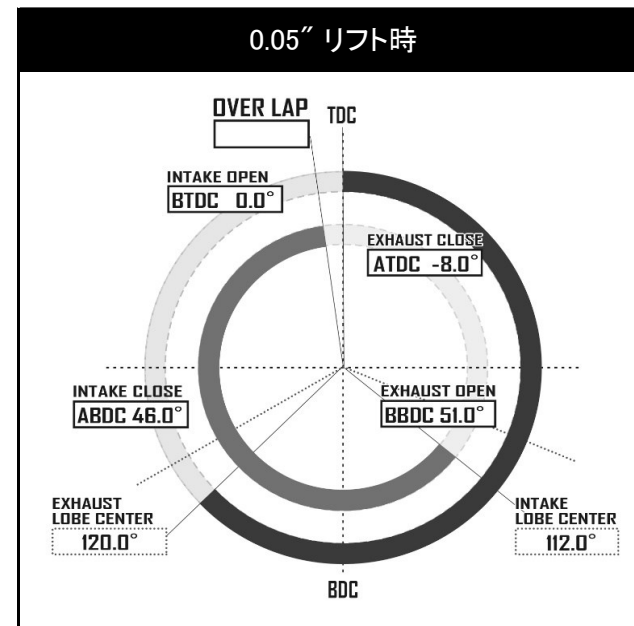 0.05″ リフト時
OVER LAP
TDC
INTAKE OPEN
BTDC 0.0°
EXHAUST CLOSE
ATDC -8.0°
INTAKE CLOSE
ABDC 46.0°
EXHAUST OPEN
BBDC 51.0°
EXHAUST
LOBE CENTER
120.0°
INTAKE
LOBE CENTER
112.0°
BDC